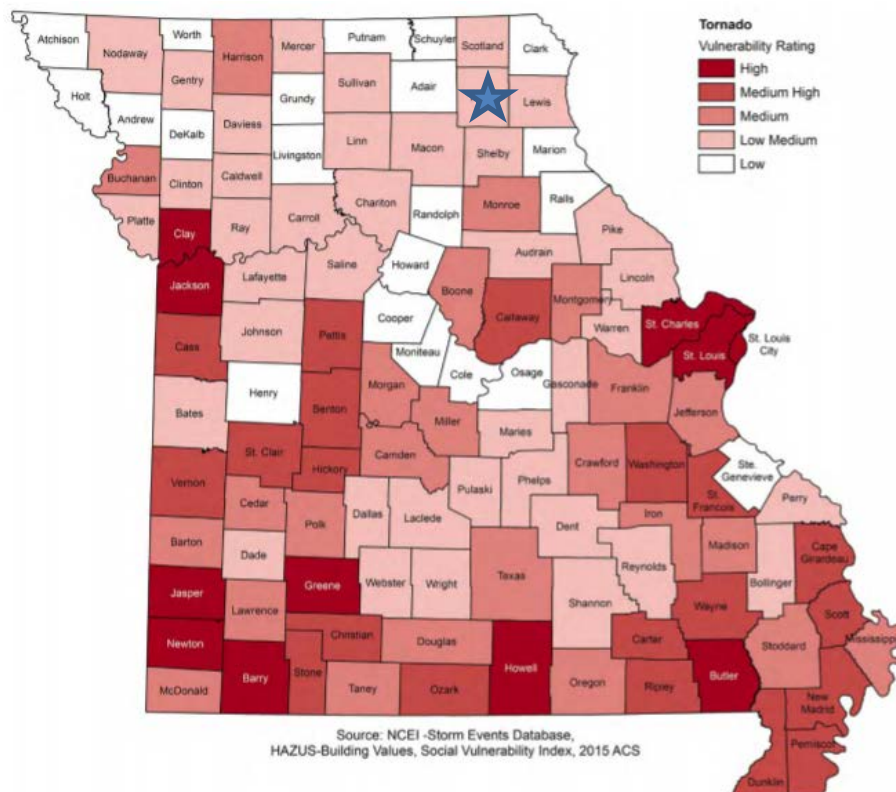 Tornado
Vulnerability Rating
High
Medium High
Medium
Low Medium
Low
Atchison
Worth
Nodaway
Harrison
Mercer
Putnam
Schuyler
Scotland
Clark
Gentry
Sullivan
Adair
Lewis
Holt
Andrew
DeKalb
Daviess
Grundy
Linn
Macon
Shelby
Marion
Livingston
Buchanan
Clinton
Caldwell
Chariton
Randolph
Monroe
Ralls
Platte
Clay
Ray
Carroll
Pike
Audrain
Jackson
Lafayette
Saline
Howard
Boone
Callaway
Montgomery
Lincoln
Warren
St. Charles
St. Louis
St. Louis
City
Cass
Johnson
Pettis
Cooper
Moniteau
Cole
Osage
Gasconade
Franklin
Jefferson
Bates
Henry
Benton
Morgan
Miller
Maries
St. Clair
Hickory
Camden
Pulaski
Phelps
Crawford
Washington
Ste.
Genevieve
St.
Francois
Perry
Vernon
Cedar
Polk
Dallas
Laclede
Dent
Iron
Madison
Cape
Girardeau
Barton
Dade
Greene
Webster
Wright
Texas
Reynolds
Bollinger
Jasper
Lawrence
Shannon
Wayne
Scott
Mississippi
Newton
Christian
Douglas
Howell
Carter
Stoddard
Barry
Stone
Taney
Ozark
Oregon
Ripley
Butler
New
Madrid
McDonald
Pemiscot
Dunklin
Source: NCEI -Storm Events Database,
HAZUS-Building Values, Social Vulnerability Index, 2015 ACS